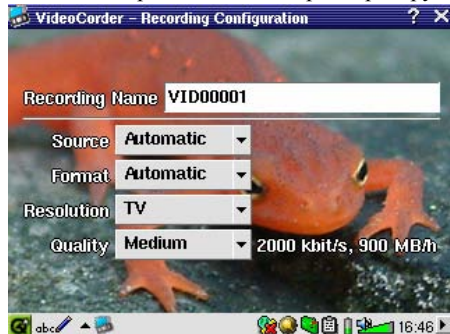 VideoCorder – Recording Configuration ? ×
Recording Name VID00001
Source Automatic
Format Automatic
Resolution TV
Quality Medium 2000 kbit/s, 900 MB/h
abc 16:46